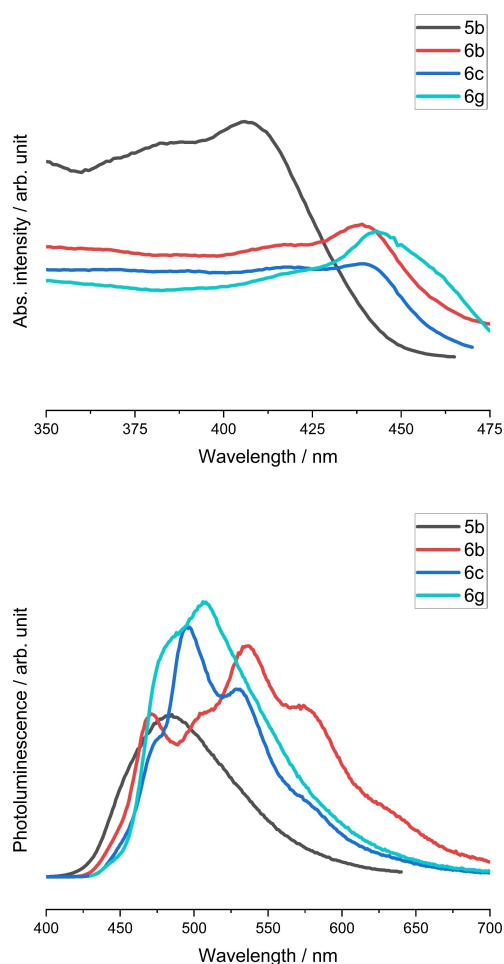 5b
6b
6c
6g
Abs. intensity / arb. unit
350 375 400 425 450 475
Wavelength / nm
5b
6b
6c
6g
Photoluminescence / arb. unit
400 450 500 550 600 650 700
Wavelength / nm